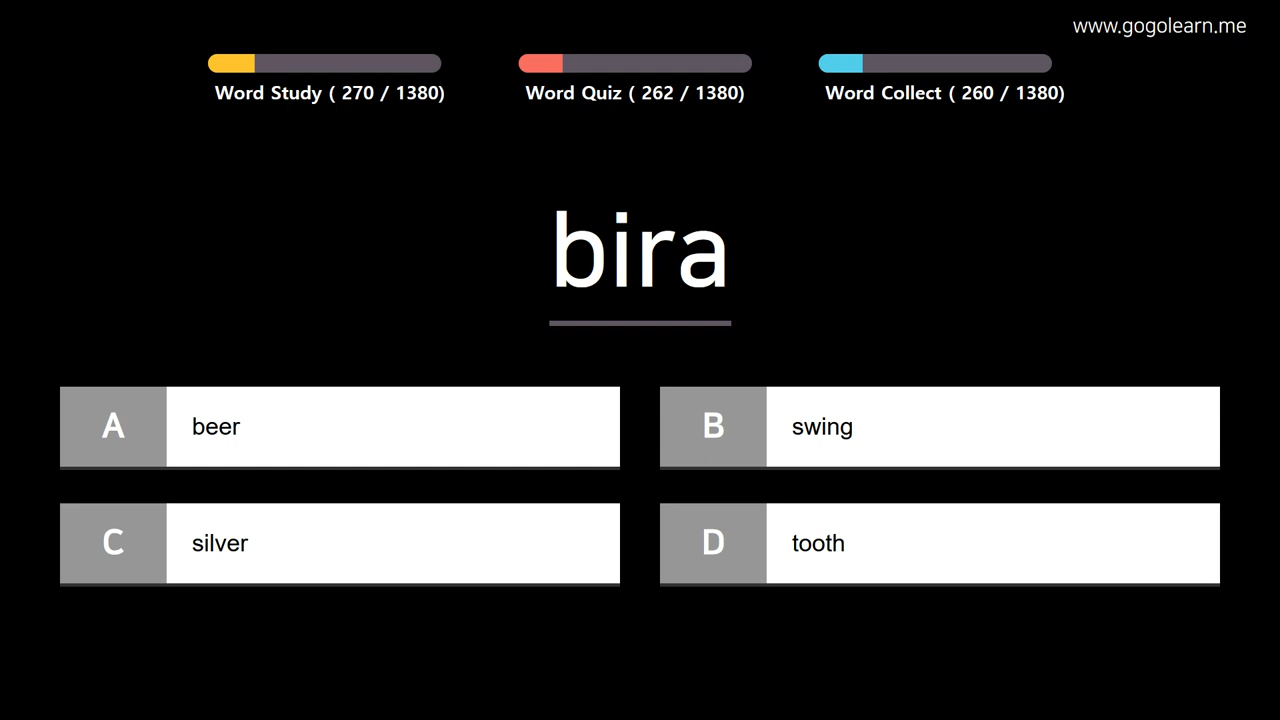 www.gogolearn.me
Word Study ( 270 / 1380)
Word Quiz ( 262 / 1380)
Word Collect ( 260 / 1380)
bira
A beer
B swing
C silver
D tooth